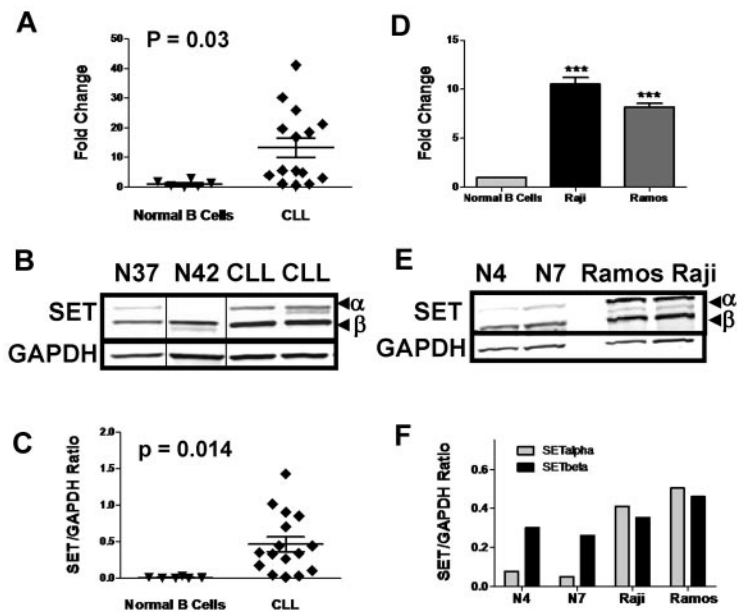 A
P = 0.03
Fold Change
50
40
30
20
10
0
Normal B Cells
CLL
D
Fold Change
15
10
5
0
***
***
Normal B Cells
Raji
Ramos
B
N37 N42 CLL CLL
SET
α
β
GAPDH
E
N4 N7 Ramos Raji
SET
α
β
GAPDH
C
p = 0.014
SET/GAPDH Ratio
2.0
1.5
1.0
0.5
0.0
Normal B Cells
CLL
F
SETalpha
SETbeta
SET/GAPDH Ratio
0.6
0.4
0.2
0.0
N4
N7
Raji
Ramos